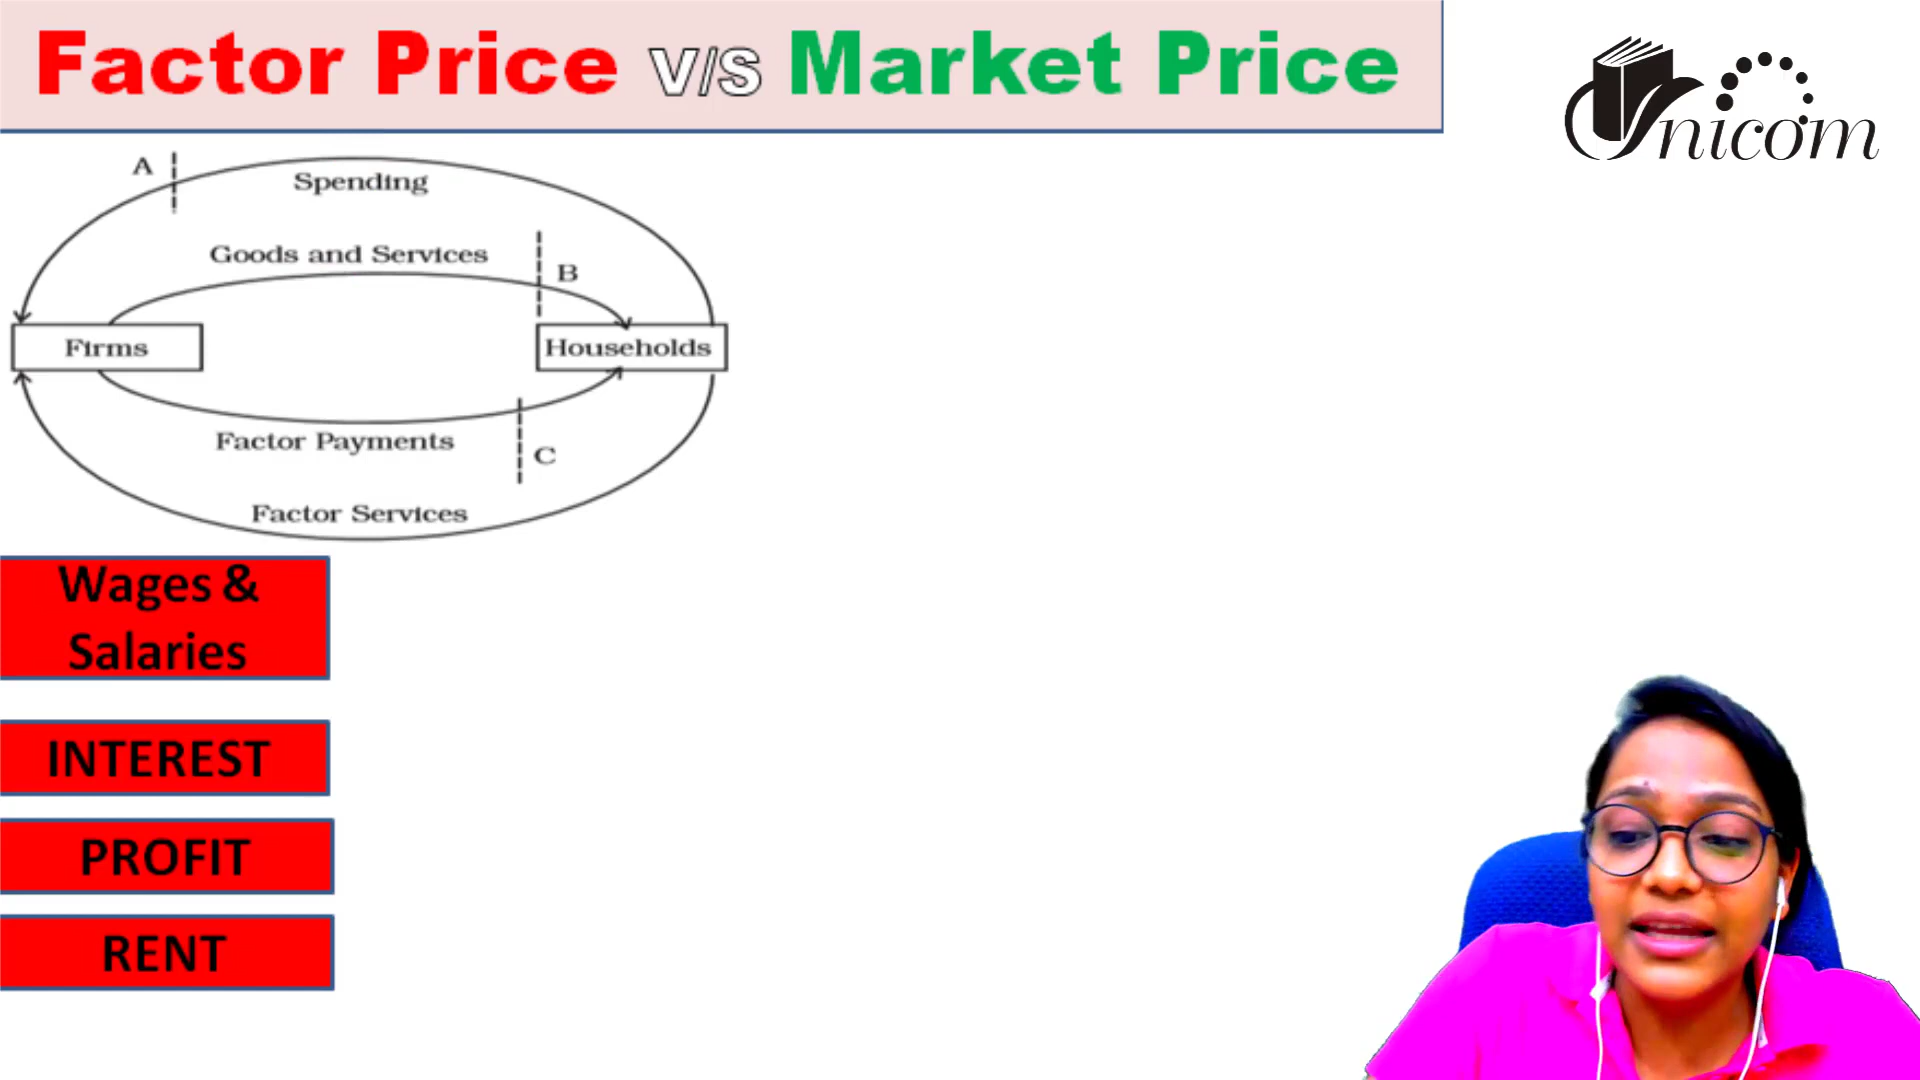 Factor Price V/S Market Price
Unicom
A
Spending
Goods and Services
B
Firms
Households
Factor Payments
C
Factor Services
Wages &
Salaries
INTEREST
PROFIT
RENT